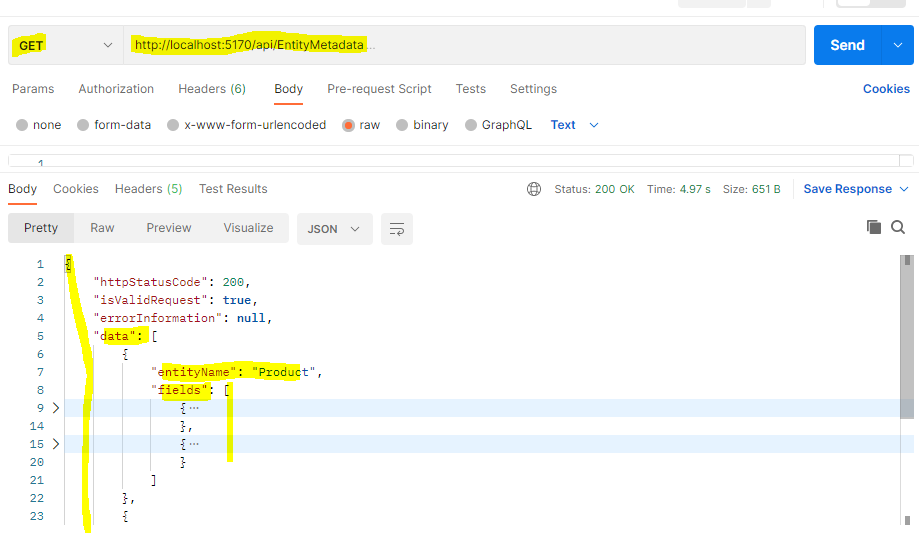 GET http://localhost:5170/api/EntityMetadata... Send
Params Authorization Headers (6) Body Pre-request Script Tests Settings Cookies
none form-data x-www-form-urlencoded raw binary GraphQL Text
1
Body Cookies Headers (5) Test Results Status: 200 OK Time: 4.97 s Size: 651 B Save Response
Pretty Raw Preview Visualize JSON
1 {
2 "httpStatusCode": 200,
3 "isValidRequest": true,
4 "errorInformation": null,
5 "data": [
6 {
7 "entityName": "Product",
8 "fields": [
9 { ...
14 },
15 { ...
20 }
21 ]
22 },
23 {